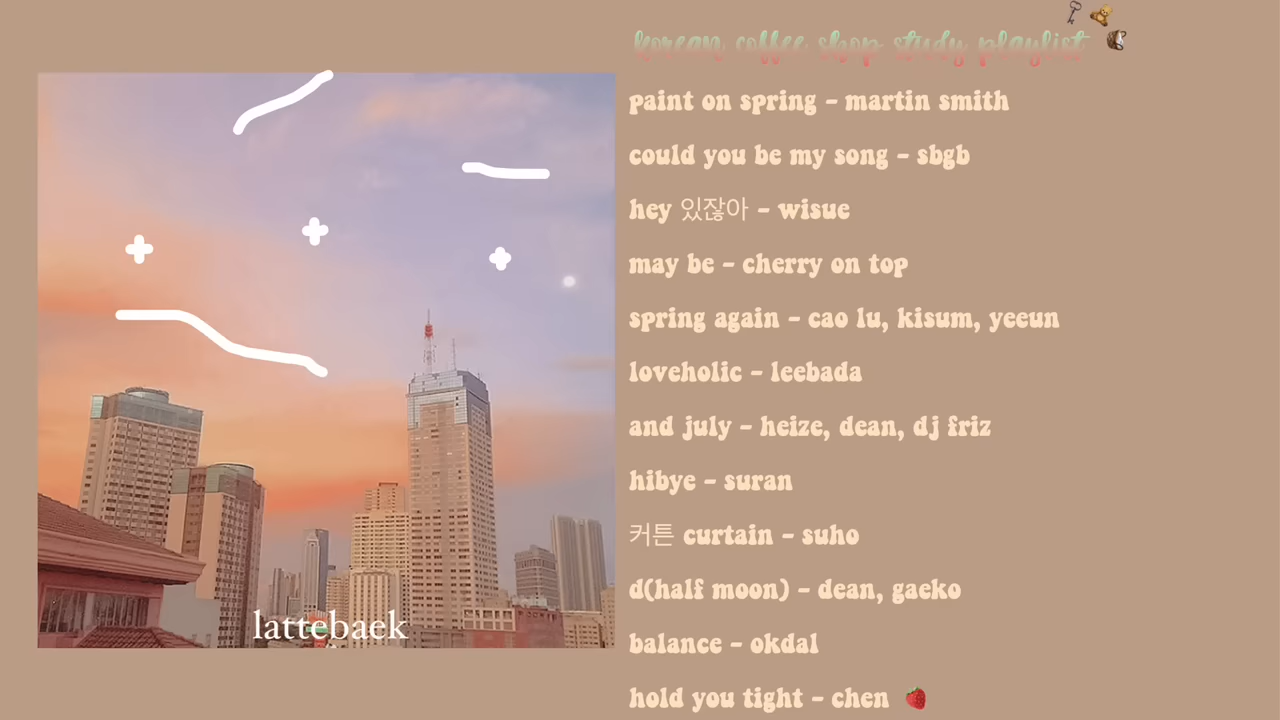 korean coffee shop study playlist
paint on spring - martin smith
could you be my song - sbgb
hey 있잖아 - wisue
may be - cherry on top
spring again - cao lu, kisum, yeeun
loveholic - leebada
and july - heize, dean, dj friz
hibye - suran
커튼 curtain - suho
d(half moon) - dean, gaeko
balance - okdal
hold you tight - chen
lattebaek